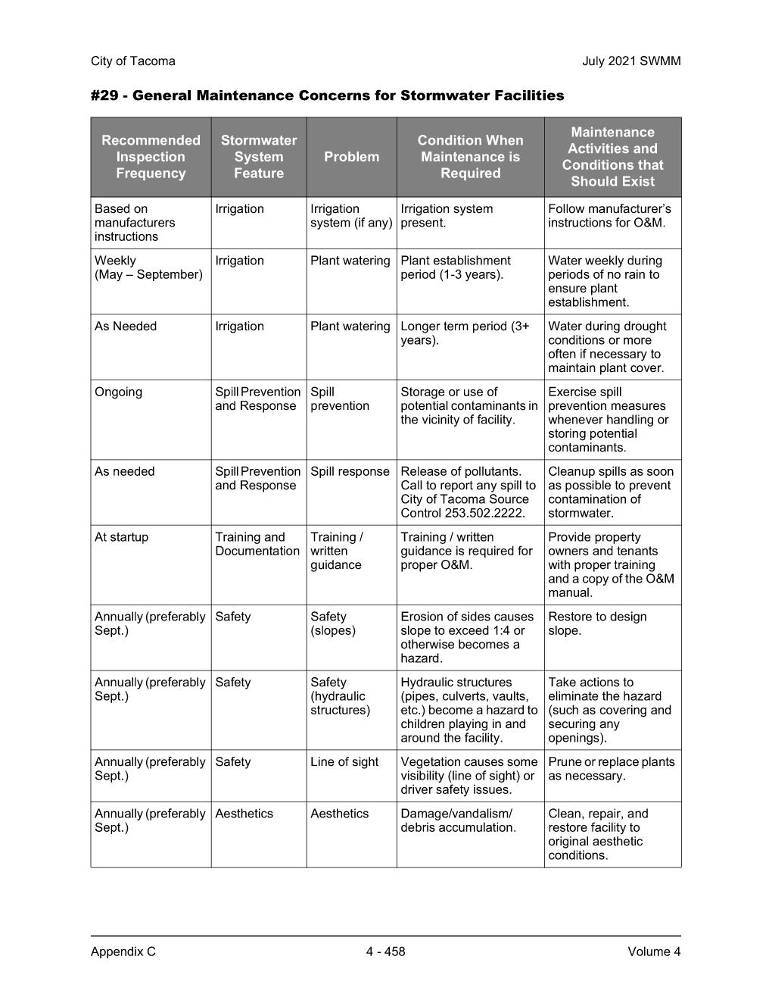 City of Tacoma
July 2021 SWMM
#29 - General Maintenance Concerns for Stormwater Facilities
Recommended
Inspection
Frequency
Stormwater
System
Feature
Problem
Condition When
Maintenance is
Required
Maintenance
Activities and
Conditions that
Should Exist
Based on
manufacturers
instructions
Irrigation
Irrigation
system (if any)
Irrigation system
present.
Follow manufacturer’s
instructions for O&M.
Weekly
(May – September)
Irrigation
Plant watering
Plant establishment
period (1-3 years).
Water weekly during
periods of no rain to
ensure plant
establishment.
As Needed
Irrigation
Plant watering
Longer term period (3+
years).
Water during drought
conditions or more
often if necessary to
maintain plant cover.
Ongoing
Spill Prevention
and Response
Spill
prevention
Storage or use of
potential contaminants in
the vicinity of facility.
Exercise spill
prevention measures
whenever handling or
storing potential
contaminants.
As needed
Spill Prevention
and Response
Spill response
Release of pollutants.
Call to report any spill to
City of Tacoma Source
Control 253.502.2222.
Cleanup spills as soon
as possible to prevent
contamination of
stormwater.
At startup
Training and
Documentation
Training /
written
guidance
Training / written
guidance is required for
proper O&M.
Provide property
owners and tenants
with proper training
and a copy of the O&M
manual.
Annually (preferably
Sept.)
Safety
Safety
(slopes)
Erosion of sides causes
slope to exceed 1:4 or
otherwise becomes a
hazard.
Restore to design
slope.
Annually (preferably
Sept.)
Safety
Safety
(hydraulic
structures)
Hydraulic structures
(pipes, culverts, vaults,
etc.) become a hazard to
children playing in and
around the facility.
Take actions to
eliminate the hazard
(such as covering and
securing any
openings).
Annually (preferably
Sept.)
Safety
Line of sight
Vegetation causes some
visibility (line of sight) or
driver safety issues.
Prune or replace plants
as necessary.
Annually (preferably
Sept.)
Aesthetics
Aesthetics
Damage/vandalism/
debris accumulation.
Clean, repair, and
restore facility to
original aesthetic
conditions.
Appendix C
4 - 458
Volume 4